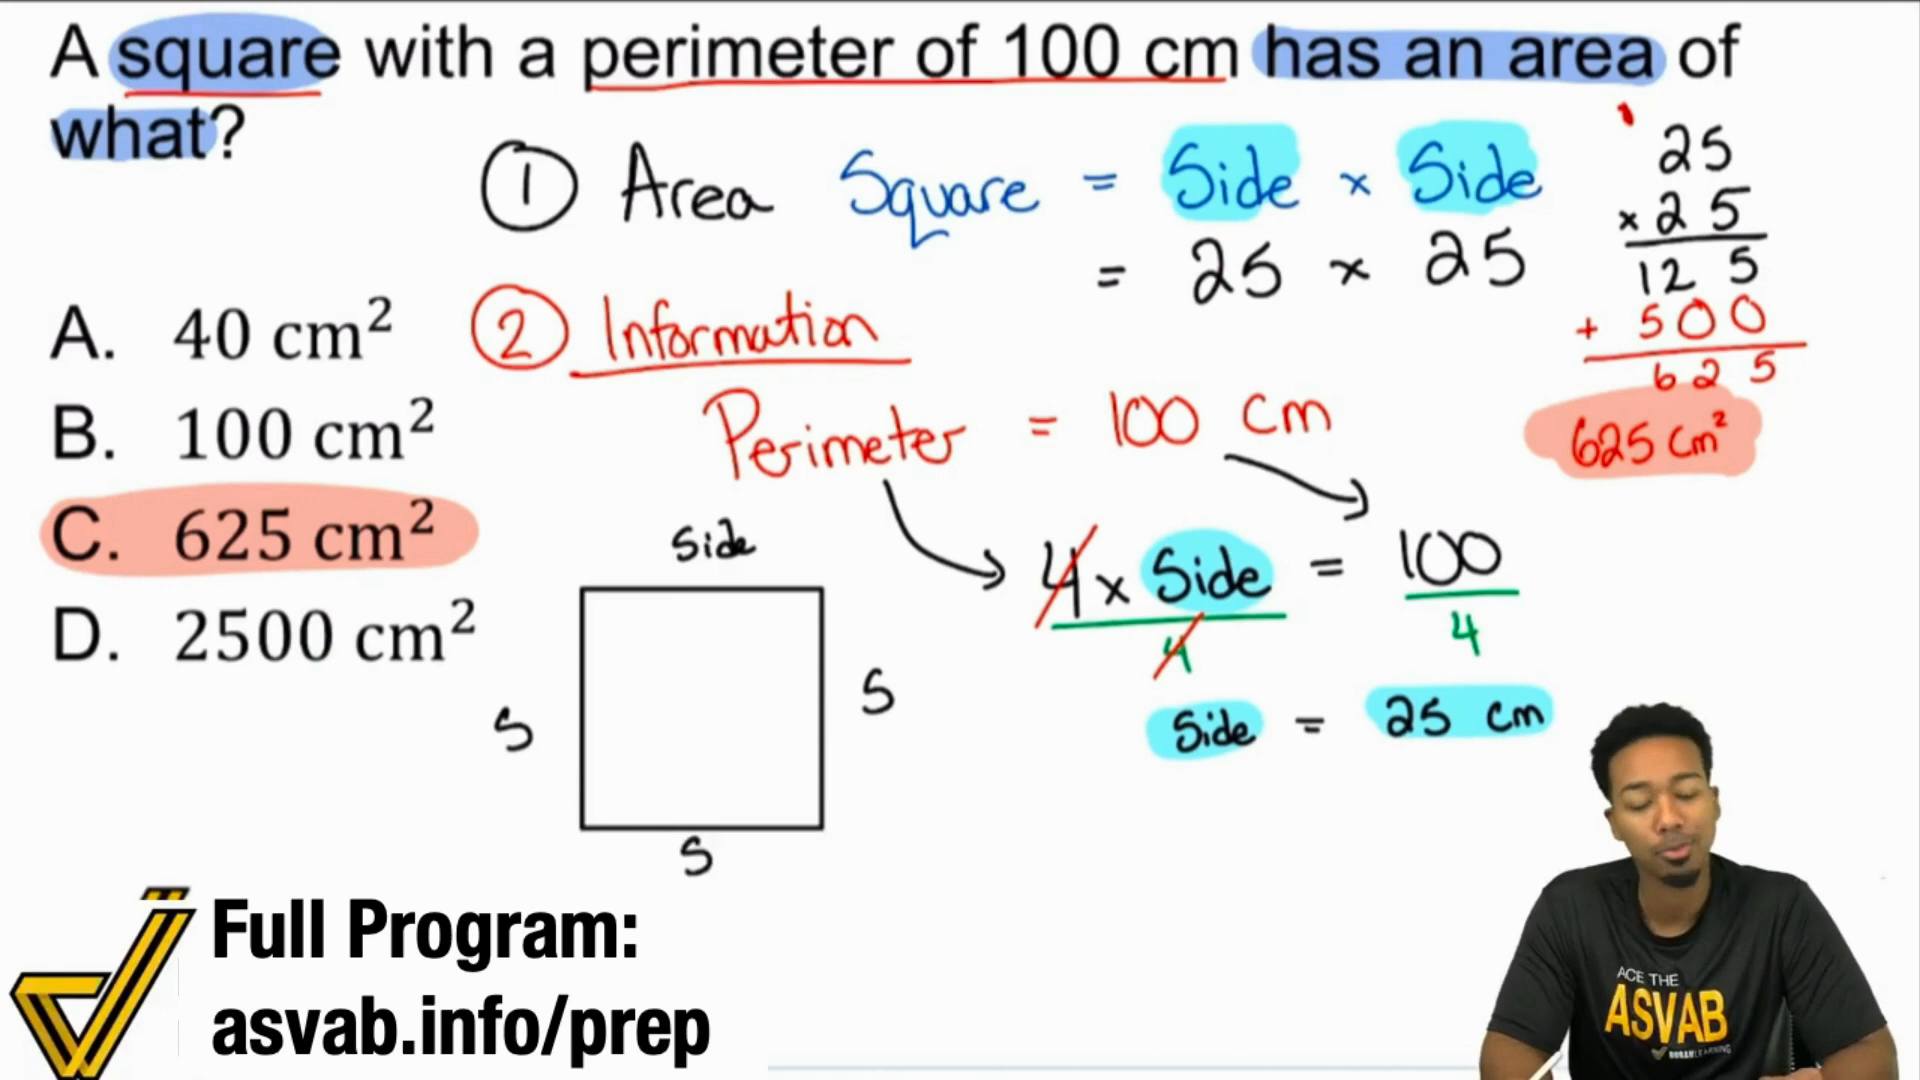 A square with a perimeter of 100 cm has an area of
what?
① Area Square = Side × Side
= 25 × 25
25
× 25
125
+ 500
625
625 cm²
A. 40 cm²
B. 100 cm²
C. 625 cm²
D. 2500 cm²
② Information
Perimeter = 100 cm
4 × Side = 100
4 4
Side = 25 cm
Side
S
S
S
Full Program:
asvab.info/prep
ACE THE
ASVAB